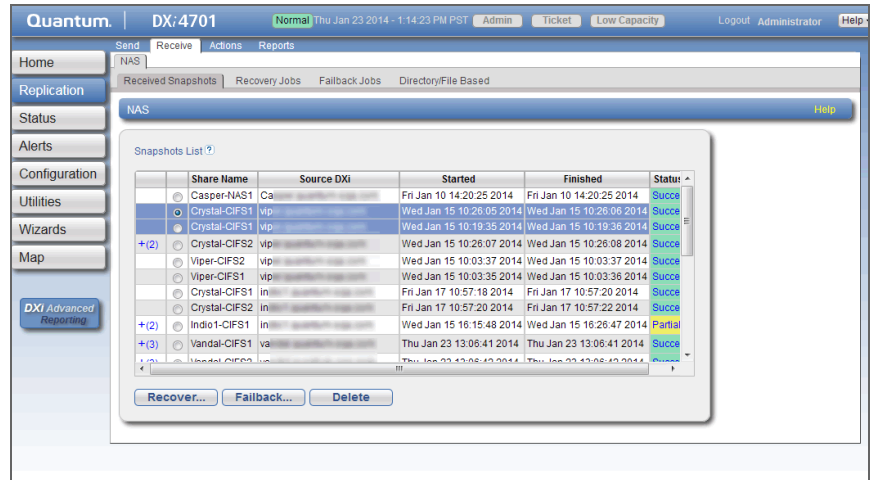 Quantum. DXi 4701 Normal Thu Jan 23 2014 - 1:14:23 PM PST Admin Ticket Low Capacity Logout Administrator Help
Send Receive Actions Reports
Home
Replication
Status
Alerts
Configuration
Utilities
Wizards
Map
DXi Advanced
Reporting
NAS
Received Snapshots Recovery Jobs Failback Jobs Directory/File Based
NAS Help
Snapshots List ?
Share Name Source DXi Started Finished Status
Casper-NAS1 Ca Fri Jan 10 14:20:25 2014 Fri Jan 10 14:20:25 2014 Succe
Crystal-CIFS1 vip Wed Jan 15 10:26:05 2014 Wed Jan 15 10:26:06 2014 Succe
Crystal-CIFS1 vip Wed Jan 15 10:19:35 2014 Wed Jan 15 10:19:36 2014 Succe
+(2) Crystal-CIFS2 vip Wed Jan 15 10:26:07 2014 Wed Jan 15 10:26:08 2014 Succe
Viper-CIFS2 vip Wed Jan 15 10:03:37 2014 Wed Jan 15 10:03:37 2014 Succe
Viper-CIFS1 vip Wed Jan 15 10:03:35 2014 Wed Jan 15 10:03:36 2014 Succe
Crystal-CIFS1 in Fri Jan 17 10:57:18 2014 Fri Jan 17 10:57:20 2014 Succe
Crystal-CIFS2 in Fri Jan 17 10:57:20 2014 Fri Jan 17 10:57:22 2014 Succe
+(2) Indio1-CIFS1 in Wed Jan 15 16:15:48 2014 Wed Jan 15 16:26:47 2014 Partial
+(3) Vandal-CIFS1 va Thu Jan 23 13:06:41 2014 Thu Jan 23 13:06:41 2014 Succe
Recover... Failback... Delete